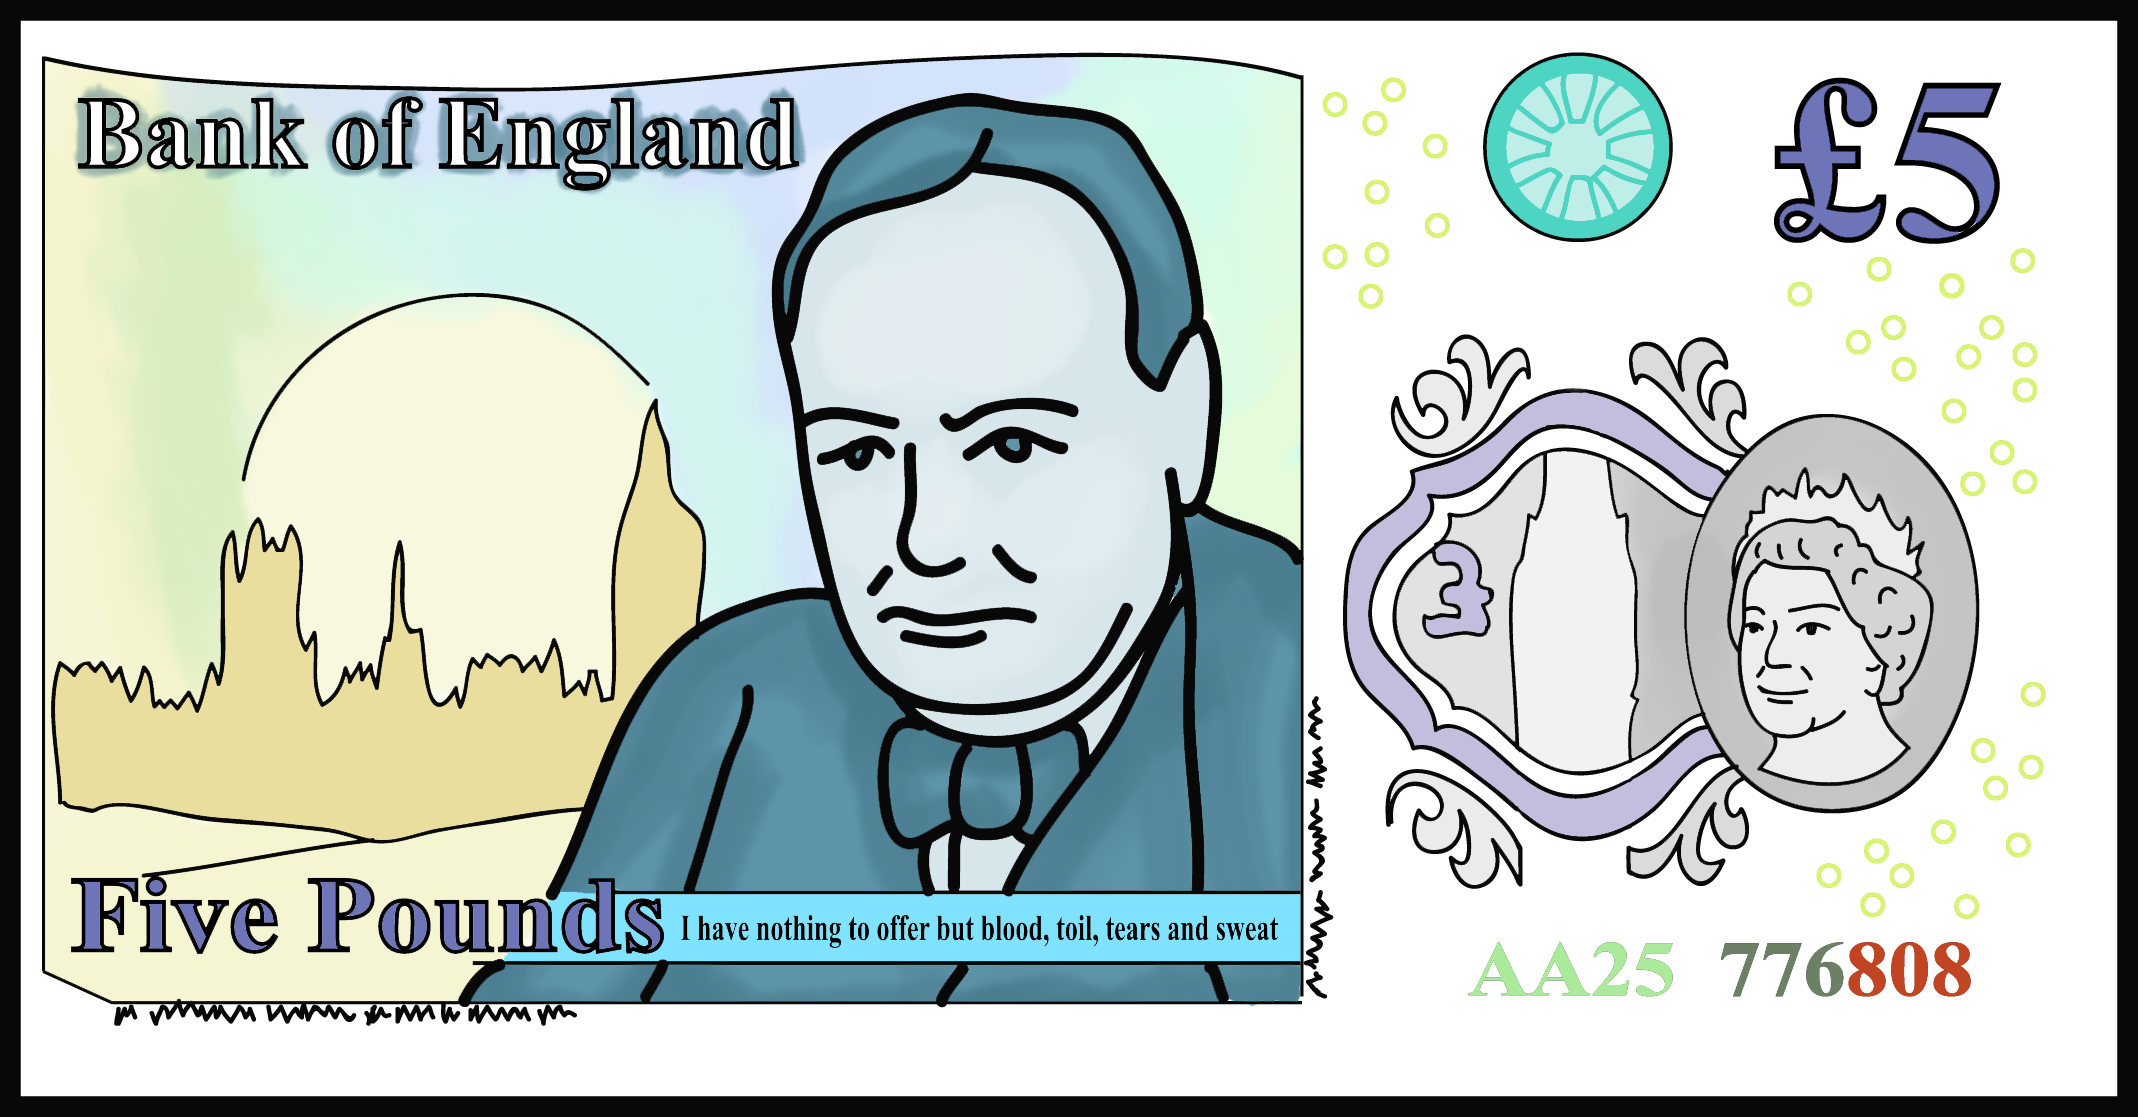 Bank of England
£5
£
Five Pounds
I have nothing to offer but blood, toil, tears and sweat
AA25 776808